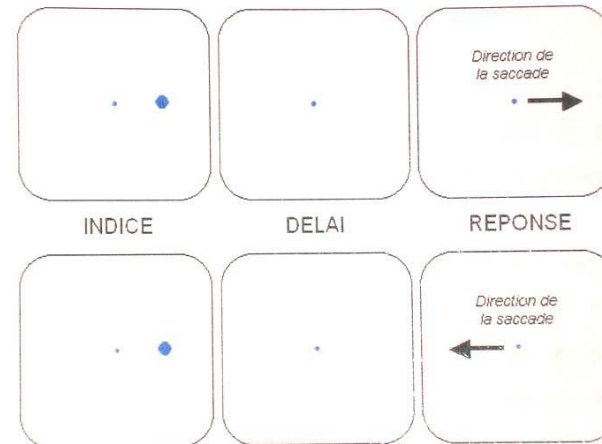 Direction de
la saccade
INDICE
DELAI
REPONSE
Direction de
la saccade